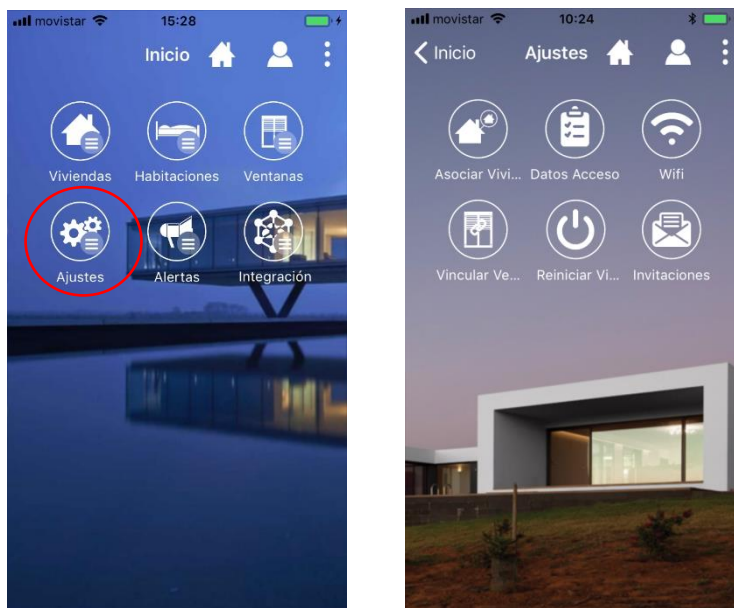 movistar 15:28
Inicio
Viviendas Habitaciones Ventanas
Ajustes Alertas Integración
movistar 10:24
Inicio Ajustes
Asociar Vivi... Datos Acceso Wifi
Vincular Ve... Reiniciar Vi... Invitaciones